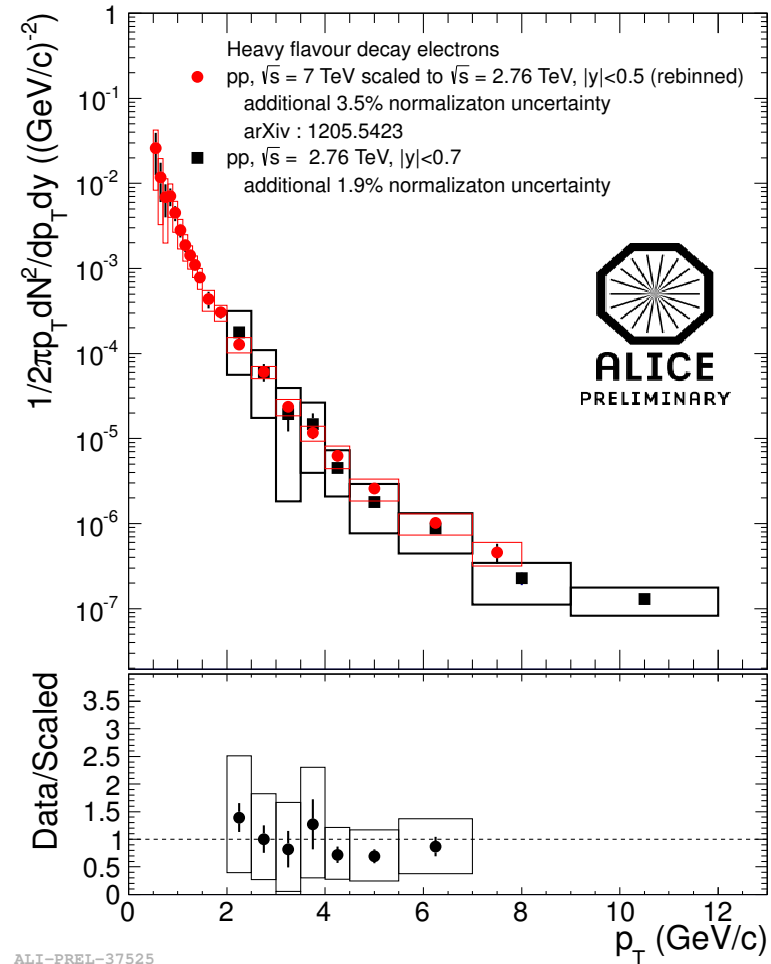 1
Heavy flavour decay electrons
pp, √s = 7 TeV scaled to √s = 2.76 TeV, |y|<0.5 (rebinned)
additional 3.5% normalizaton uncertainty
arXiv : 1205.5423
pp, √s = 2.76 TeV, |y|<0.7
additional 1.9% normalizaton uncertainty
10⁻¹
10⁻²
10⁻³
10⁻⁴
10⁻⁵
10⁻⁶
10⁻⁷
1/2πp_T dN²/dp_T dy ((GeV/c)⁻²)
ALICE
PRELIMINARY
3.5
3
2.5
2
1.5
1
0.5
0
Data/Scaled
0 2 4 6 8 10 12
p_T (GeV/c)
ALI-PREL-37525